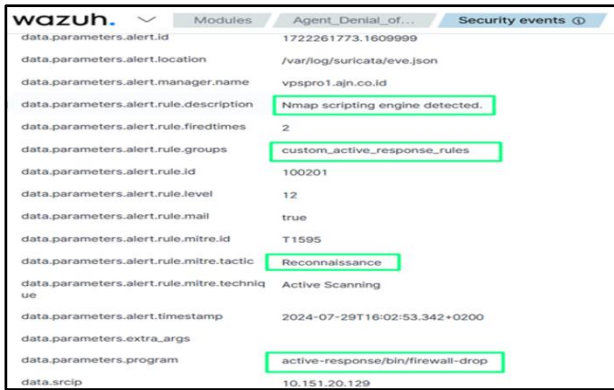 wazuh. Modules Agent_Denial_of... Security events
data.parameters.alert.id 1722261773.1609999
data.parameters.alert.location /var/log/suricata/eve.json
data.parameters.alert.manager.name vpspro1.ajn.co.id
data.parameters.alert.rule.description Nmap scripting engine detected.
data.parameters.alert.rule.firedtimes 2
data.parameters.alert.rule.groups custom_active_response_rules
data.parameters.alert.rule.id 100201
data.parameters.alert.rule.level 12
data.parameters.alert.rule.mail true
data.parameters.alert.rule.mitre.id T1595
data.parameters.alert.rule.mitre.tactic Reconnaissance
data.parameters.alert.rule.mitre.techniq Active Scanning
ue
data.parameters.alert.timestamp 2024-07-29T16:02:53.342+0200
data.parameters.extra_args
data.parameters.program active-response/bin/firewall-drop
data.srcip 10.151.20.129